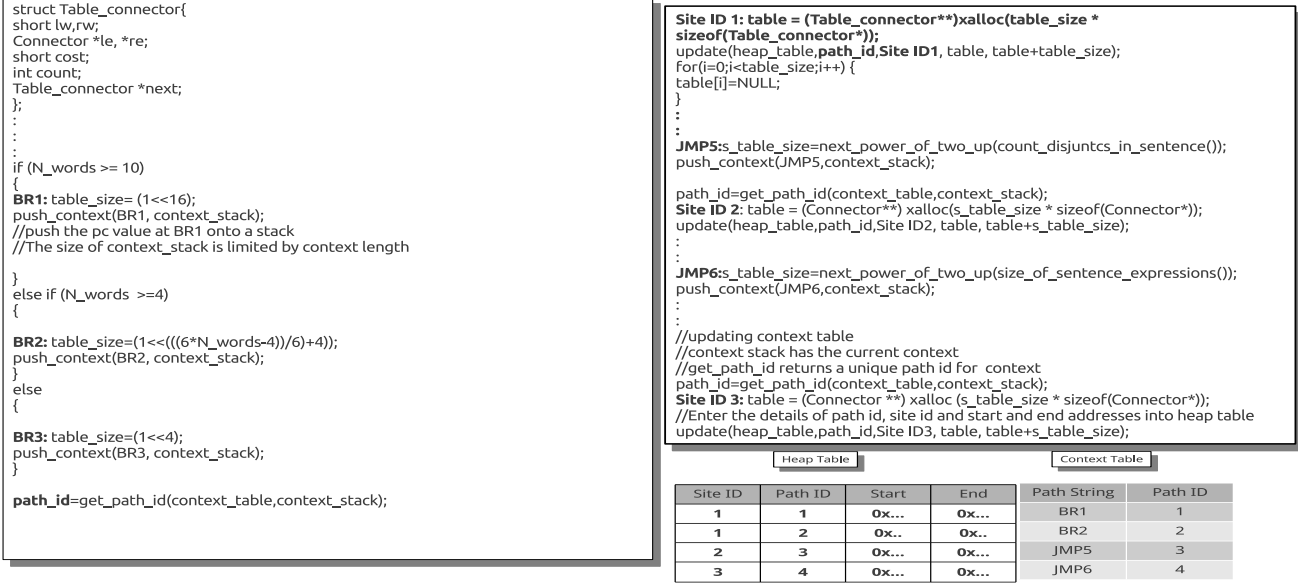 struct Table_connector{
short lw,rw;
Connector *le, *re;
short cost;
int count;
Table_connector *next;
};
:
:
:
if (N_words >= 10)
{
BR1: table_size= (1<<16);
push_context(BR1, context_stack);
//push the pc value at BR1 onto a stack
//The size of context_stack is limited by context length
}
else if (N_words >=4)
{
BR2: table_size=(1<<(((6*N_words-4))/6)+4));
push_context(BR2, context_stack);
}
else
{
BR3: table_size=(1<<4);
push_context(BR3, context_stack);
}
path_id=get_path_id(context_table,context_stack);
Site ID 1: table = (Table_connector**)xalloc(table_size *
sizeof(Table_connector*));
update(heap_table,path_id,Site ID1, table, table+table_size);
for(i=0;i<table_size;i++) {
table[i]=NULL;
}
:
:
JMP5:s_table_size=next_power_of_two_up(count_disjuntcs_in_sentence());
push_context(JMP5,context_stack);
path_id=get_path_id(context_table,context_stack);
Site ID 2: table = (Connector**) xalloc(s_table_size * sizeof(Connector*));
update(heap_table,path_id,Site ID2, table, table+s_table_size);
:
:
JMP6:s_table_size=next_power_of_two_up(size_of_sentence_expressions());
push_context(JMP6,context_stack);
:
:
//updating context table
//context stack has the current context
//get_path_id returns a unique path id for context
path_id=get_path_id(context_table,context_stack);
Site ID 3: table = (Connector **) xalloc (s_table_size * sizeof(Connector*));
//Enter the details of path id, site id and start and end addresses into heap table
update(heap_table,path_id,Site ID3, table, table+s_table_size);
Heap Table
Site ID Path ID Start End
1 1 0x... 0x...
1 2 0x.. 0x..
2 3 0x... 0x...
3 4 0x... 0x...
Context Table
Path String Path ID
BR1 1
BR2 2
JMP5 3
JMP6 4